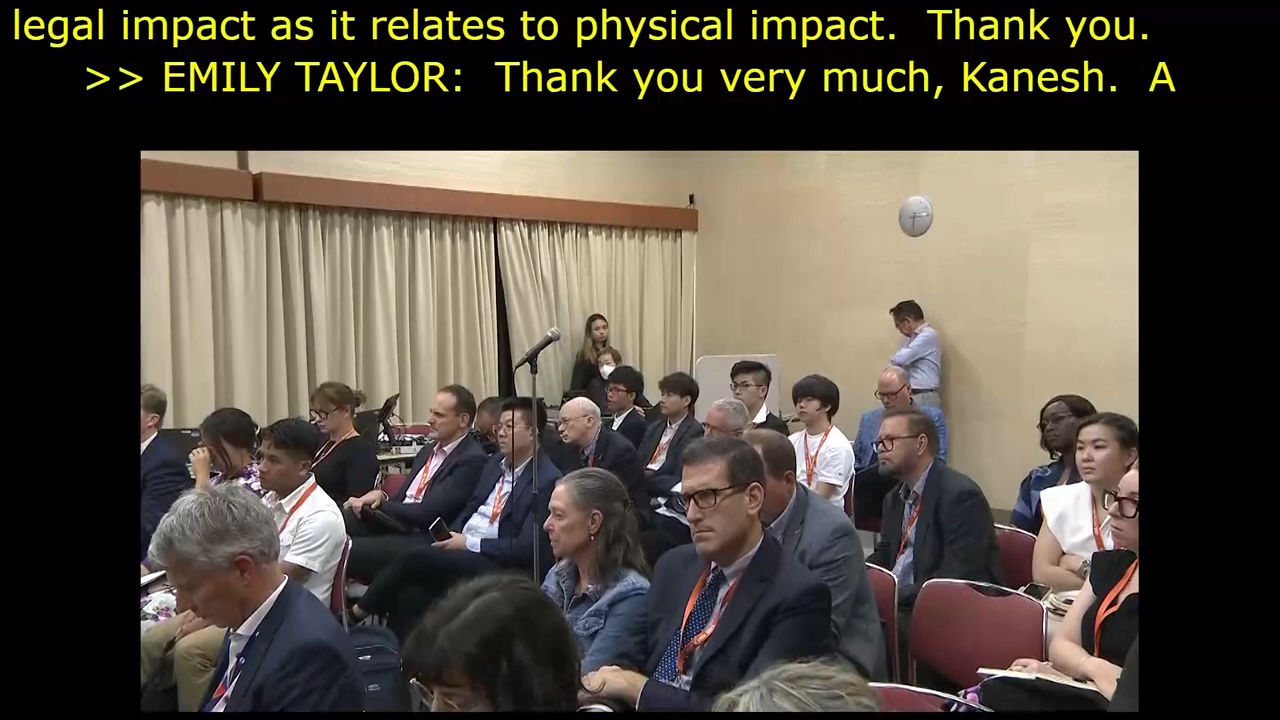 legal impact as it relates to physical impact.  Thank you.
>> EMILY TAYLOR:  Thank you very much, Kanesh.  A